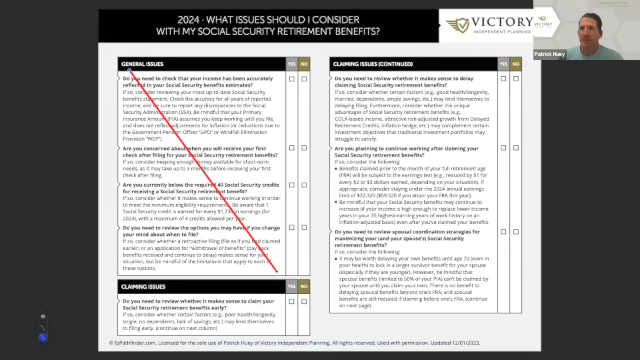 2024 · WHAT ISSUES SHOULD I CONSIDER
WITH MY SOCIAL SECURITY RETIREMENT BENEFITS?
VICTORY
INDEPENDENT PLANNING
Patrick Huey
GENERAL ISSUES YES NO
Do you need to check that your income has been accurately
reflected in your Social Security benefits estimates?
If so, consider reviewing your most up-to-date Social Security
benefits statement. Check the accuracy for all years of reported
income, and be sure to report any discrepancies to the Social
Security Administration (SSA). Be mindful that your Primary
Insurance Amount (PIA) assumes you keep working until you file,
and does not reflect adjustments for inflation or reductions due to
the Government Pension Offset "GPO" or Windfall Elimination
Provision "WEP".
Are you concerned about when you will receive your first
check after filing for your Social Security retirement benefits?
If so, consider keeping enough money available for short-term
needs, as it may take up to months before you receive your first
check after filing.
Are you currently below the required 40 Social Security credits
for receiving a Social Security retirement benefit?
If so, consider whether it makes sense to continue working in order
to meet the minimum eligibility requirements. Be aware that 1
Social Security credit is earned for every in earnings (for
2024), with a maximum of 4 credits allowed per year.
Do you need to review the options you may have if you change
your mind about when to file?
If so, consider whether a retroactive filing (file as if you had claimed
earlier) or an application for "withdrawal of benefits" (pay back
benefits received and continue to delay) makes sense for your
situation, but be mindful of the limitations that apply to each of
these options.
CLAIMING ISSUES YES NO
Do you need to review whether it makes sense to claim your
Social Security retirement benefits early?
If so, consider whether certain factors (e.g., poor health/longevity,
single, no dependents, lack of savings, etc.) may lend themselves
to filing early. (continue on next column)
CLAIMING ISSUES (CONTINUED) YES NO
Do you need to review whether it makes sense to delay
claiming Social Security retirement benefits?
If so, consider whether certain factors (e.g., good health/longevity,
married, dependents, ample savings, etc.) may lend themselves to
delaying filing. Furthermore, consider whether the unique
advantages of Social Security retirement benefits (e.g.,
COLA-based income, attractive risk-adjusted growth from Delayed
Retirement Credits, inflation hedge, etc.) may complement certain
investment objectives that traditional investment portfolios may
struggle to satisfy.
Are you planning to continue working after claiming your
Social Security retirement benefits?
If so, consider the following:
● Benefits claimed prior to the month of your full retirement age
(FRA) will be subject to the earnings test (e.g., reduced by $1 for
every $2 or $3 dollars earned, depending on your situation). If
appropriate, consider staying under the 2024 annual earnings
limit of $22,320 ($59,520 if you attain your FRA this year).
● Be mindful that your Social Security benefits may continue to
increase if your income is high enough to replace lower income
years in your 35 highest-earning years of work history on an
inflation-adjusted basis) even after you've claimed your benefits.
Do you need to review spousal coordination strategies for
maximizing your (and your spouse's) Social Security
retirement benefits?
If so, consider the following:
● It may be worth delaying your own benefits until age 70 (even in
poor health) to lock in a larger survivor benefit for your spouse
(especially if they are younger). However, be mindful that spousal
benefits (limited to 50% of your PIA) can't be claimed by your
spouse until you claim your own. There is no benefit to
delaying spousal benefits beyond one's FRA, and spousal
benefits are still reduced if claiming before one's FRA. (continue
on next page)
© fpPathfinder.com. Licensed for the sole use of Patrick Huey of Victory Independent Planning. All rights reserved. Used with permission. Updated 12/01/2023.